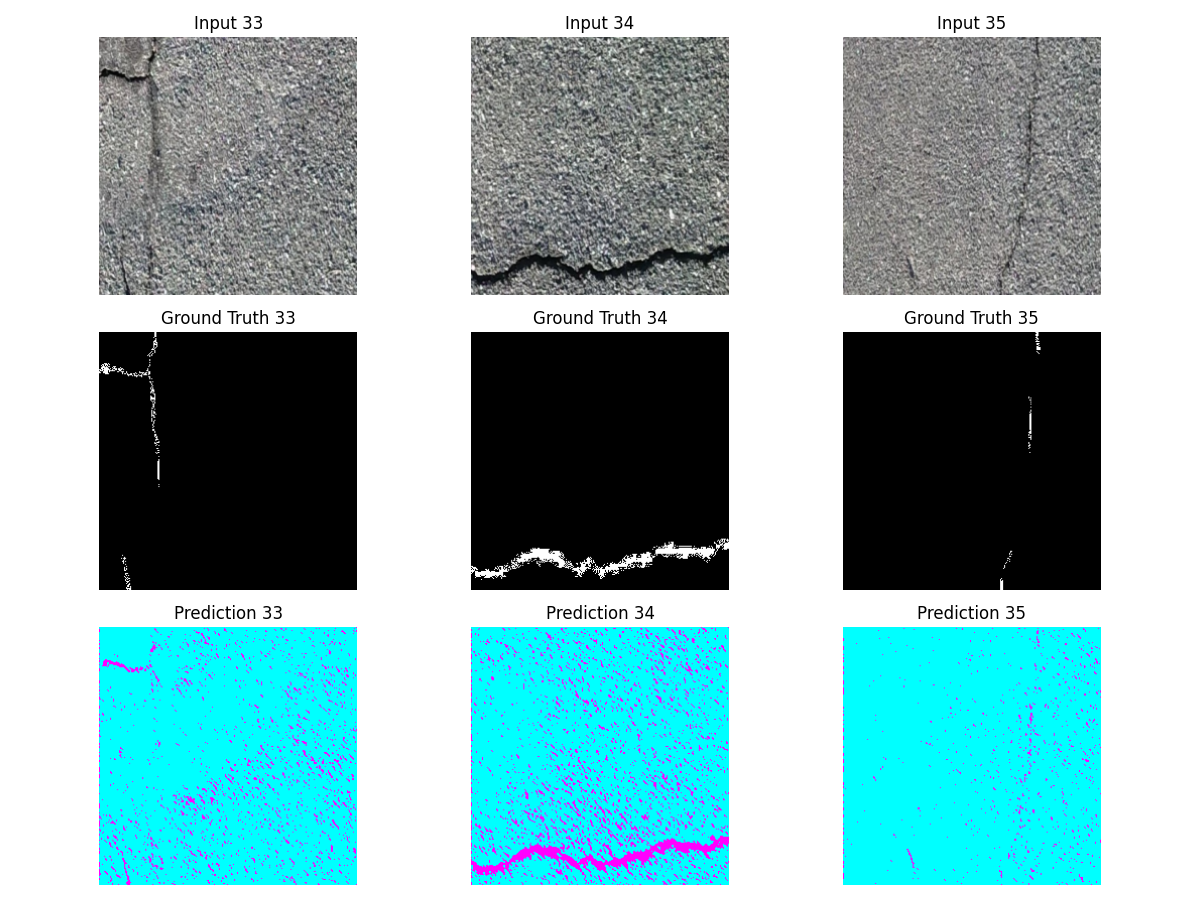 Input 33
Input 34
Input 35
Ground Truth 33
Ground Truth 34
Ground Truth 35
Prediction 33
Prediction 34
Prediction 35